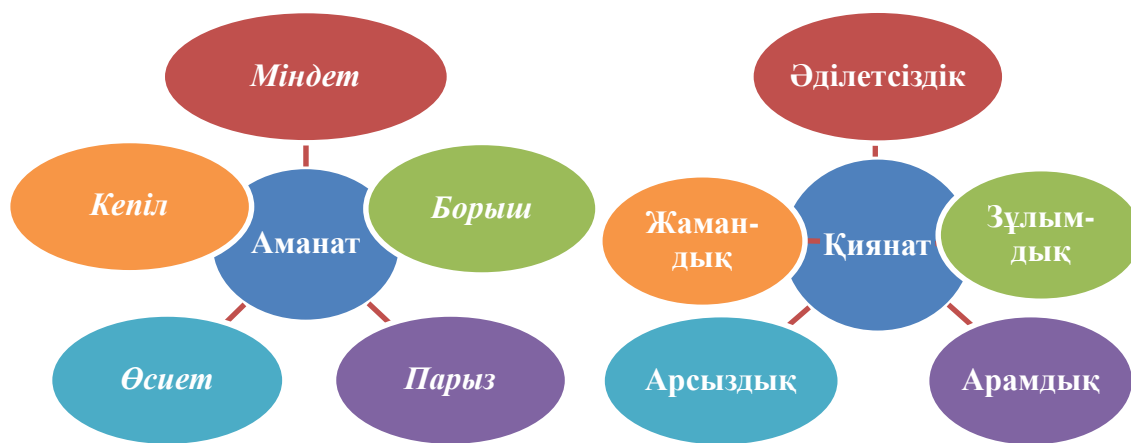 Міндет
Кепіл
Аманат
Борыш
Өсиет
Парыз
Әділетсіздік
Жаман-
дық
Қиянат
Зұлым-
дық
Арсыздық
Арамдық